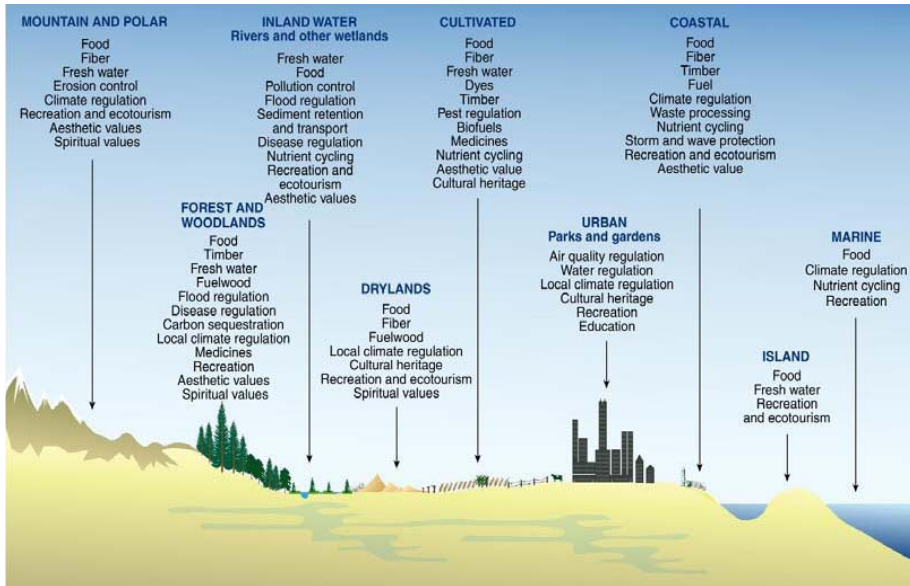 MOUNTAIN AND POLAR
Food
Fiber
Fresh water
Erosion control
Climate regulation
Recreation and ecotourism
Aesthetic values
Spiritual values
FOREST AND
WOODLANDS
Food
Timber
Fresh water
Fuelwood
Flood regulation
Disease regulation
Carbon sequestration
Local climate regulation
Medicines
Recreation
Aesthetic values
Spiritual values
INLAND WATER
Rivers and other wetlands
Fresh water
Food
Pollution control
Flood regulation
Sediment retention
and transport
Disease regulation
Nutrient cycling
Recreation and
ecotourism
Aesthetic values
DRYLANDS
Food
Fiber
Fuelwood
Local climate regulation
Cultural heritage
Recreation and ecotourism
Spiritual values
CULTIVATED
Food
Fiber
Fresh water
Dyes
Timber
Pest regulation
Biofuels
Medicines
Nutrient cycling
Aesthetic value
Cultural heritage
URBAN
Parks and gardens
Air quality regulation
Water regulation
Local climate regulation
Cultural heritage
Recreation
Education
COASTAL
Food
Fiber
Timber
Fuel
Climate regulation
Waste processing
Nutrient cycling
Storm and wave protection
Recreation and ecotourism
Aesthetic value
ISLAND
Food
Fresh water
Recreation
and ecotourism
MARINE
Food
Climate regulation
Nutrient cycling
Recreation